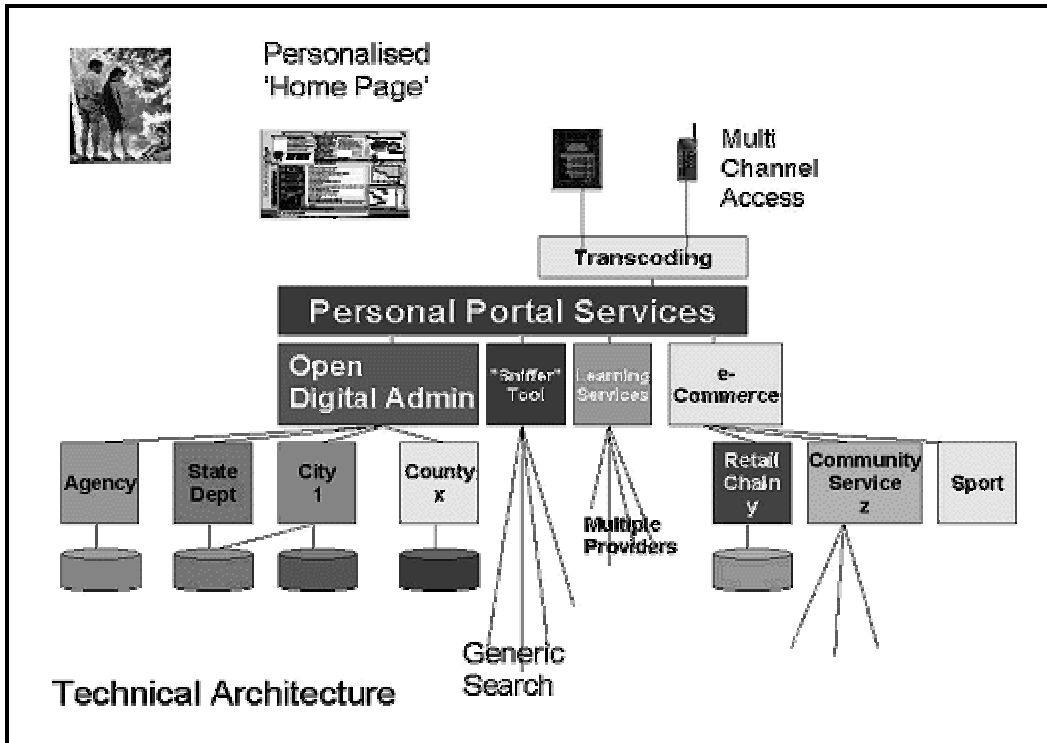 Personalised
'Home Page'
Multi
Channel
Access
Transcoding
Personal Portal Services
Open
Digital Admin
"Sniffer"
Tool
Learning
Services
e-
Commerce
Agency
State
Dept
City
1
County
x
Retail
Chain
y
Community
Service
z
Sport
Multiple
Providers
Generic
Search
Technical Architecture